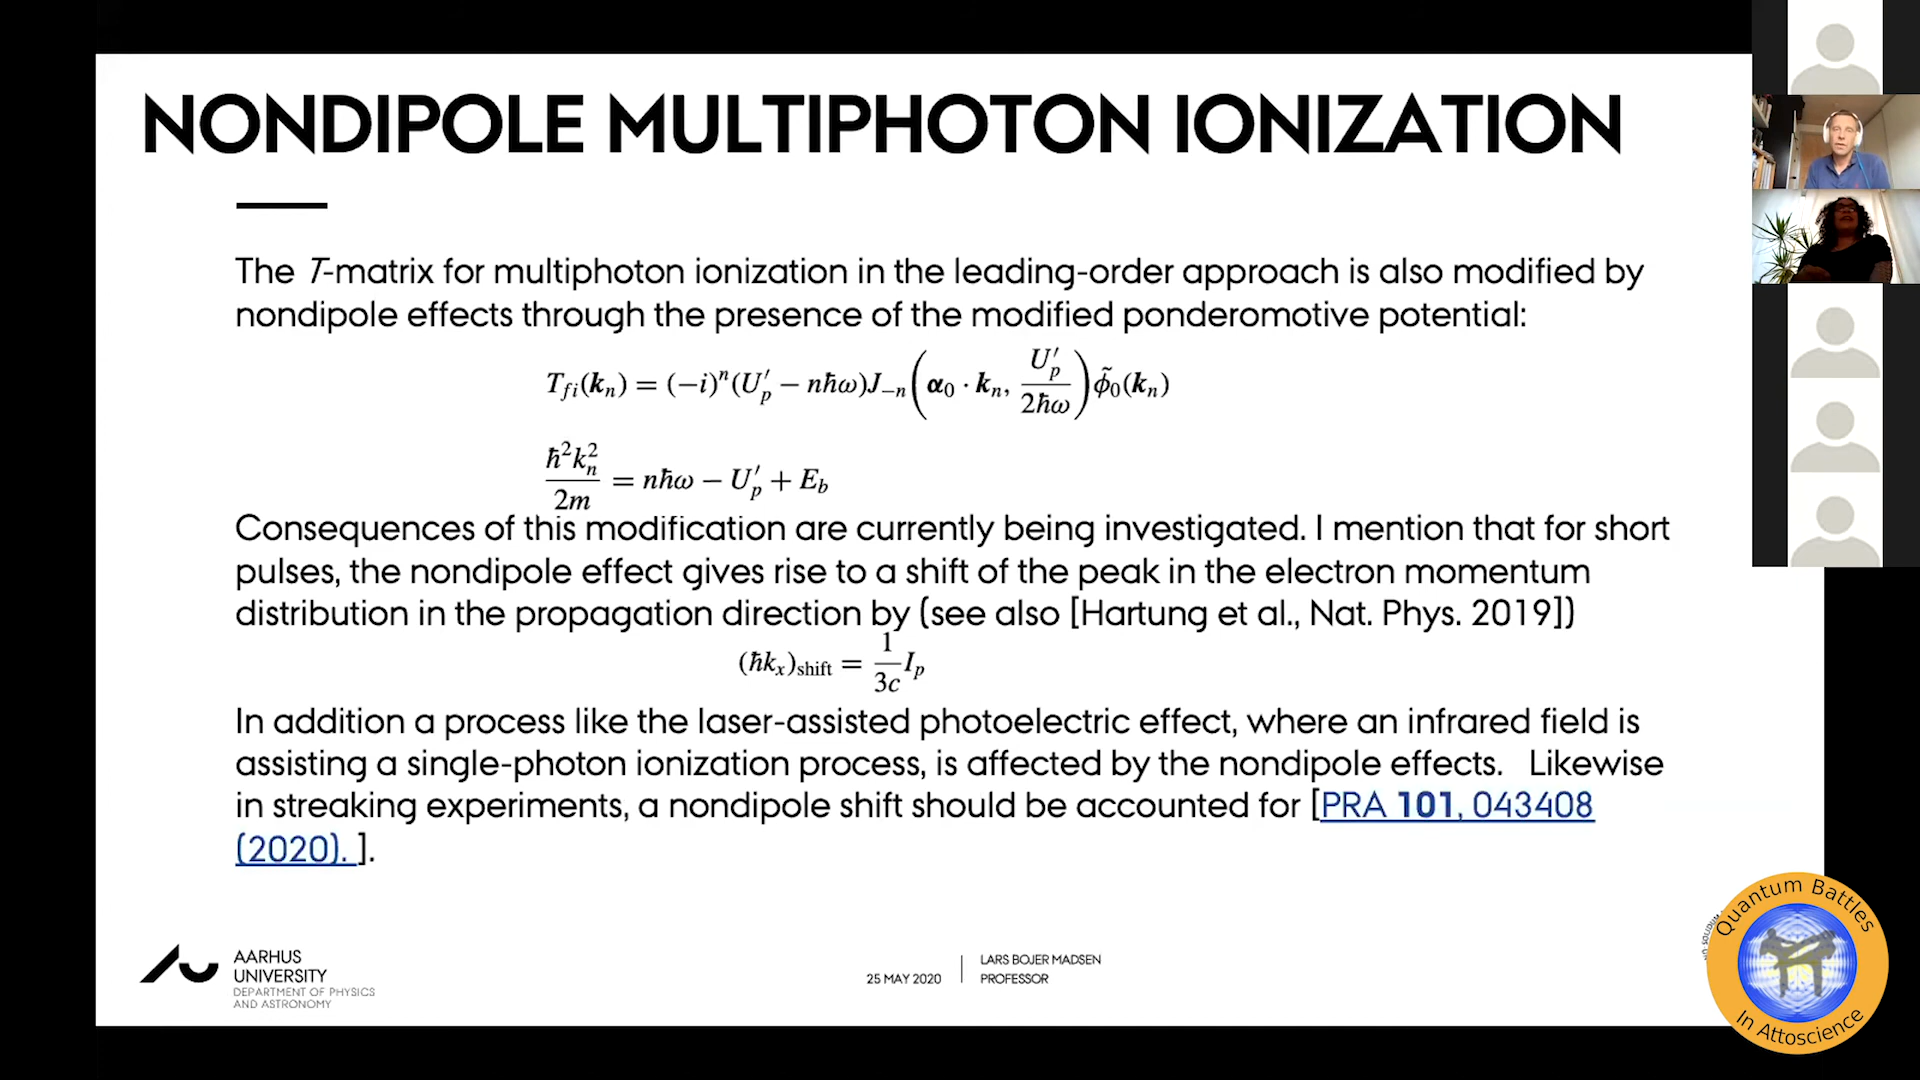 NONDIPOLE MULTIPHOTON IONIZATION
The T-matrix for multiphoton ionization in the leading-order approach is also modified by
nondipole effects through the presence of the modified ponderomotive potential:
T_{fi}(k_n) = (−i)^n (U′_p − nħω) J_{−n}(α_0 · k_n, U′_p / 2ħω) φ̃_0(k_n)
ħ²k_n² / 2m = nħω − U′_p + E_b
Consequences of this modification are currently being investigated. I mention that for short
pulses, the nondipole effect gives rise to a shift of the peak in the electron momentum
distribution in the propagation direction by (see also [Hartung et al., Nat. Phys. 2019])
(ħk_x)_shift = 1/3c I_p
In addition a process like the laser-assisted photoelectric effect, where an infrared field is
assisting a single-photon ionization process, is affected by the nondipole effects. Likewise
in streaking experiments, a nondipole shift should be accounted for [PRA 101, 043408
(2020). ].
AARHUS
UNIVERSITY
DEPARTMENT OF PHYSICS
AND ASTRONOMY
25 MAY 2020
LARS BOJER MADSEN
PROFESSOR
Quantum Battles
In Attoscience